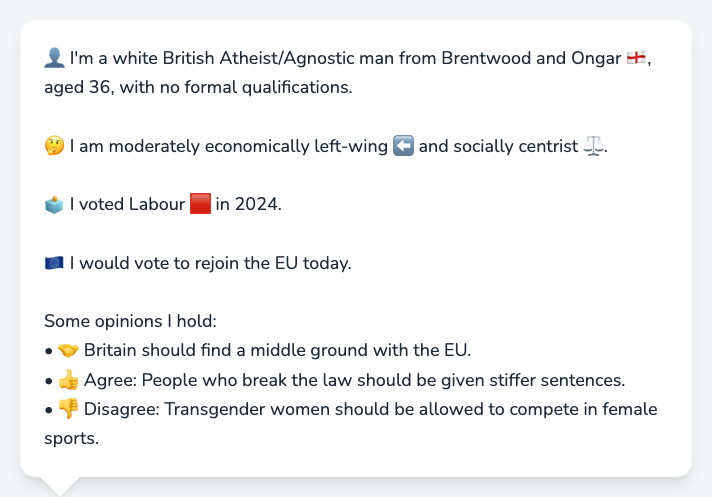 👤 I'm a white British Atheist/Agnostic man from Brentwood and Ongar 🏴󠁧󠁢󠁥󠁮󠁧󠁿,
aged 36, with no formal qualifications.
🤔 I am moderately economically left-wing ⬅️ and socially centrist ⚖️.
🗳️ I voted Labour 🟥 in 2024.
🇪🇺 I would vote to rejoin the EU today.
Some opinions I hold:
• 🤝 Britain should find a middle ground with the EU.
• 👍 Agree: People who break the law should be given stiffer sentences.
• 👎 Disagree: Transgender women should be allowed to compete in female
sports.